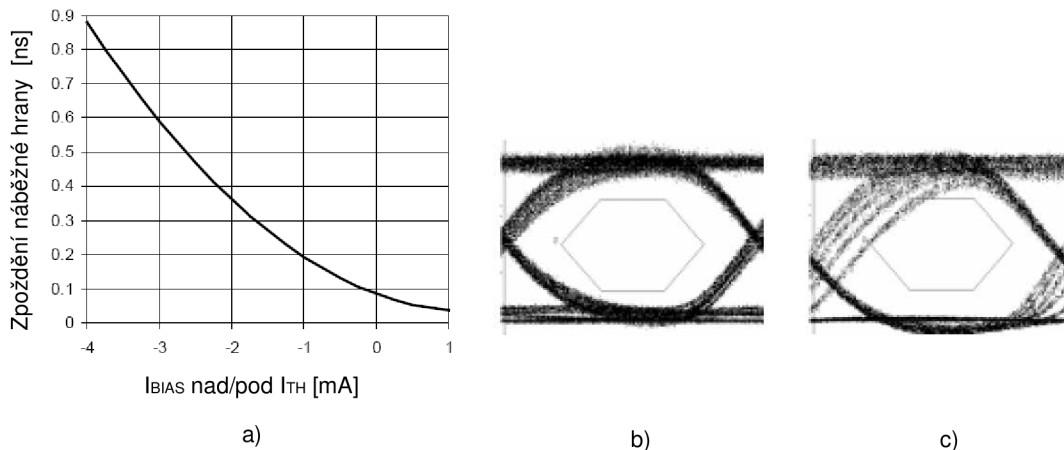 Zpoždění náběžné hrany [ns]
0.9
0.8
0.7
0.6
0.5
0.4
0.3
0.2
0.1
0
-4 -3 -2 -1 0 1
IBIAS nad/pod ITH [mA]
a) b) c)